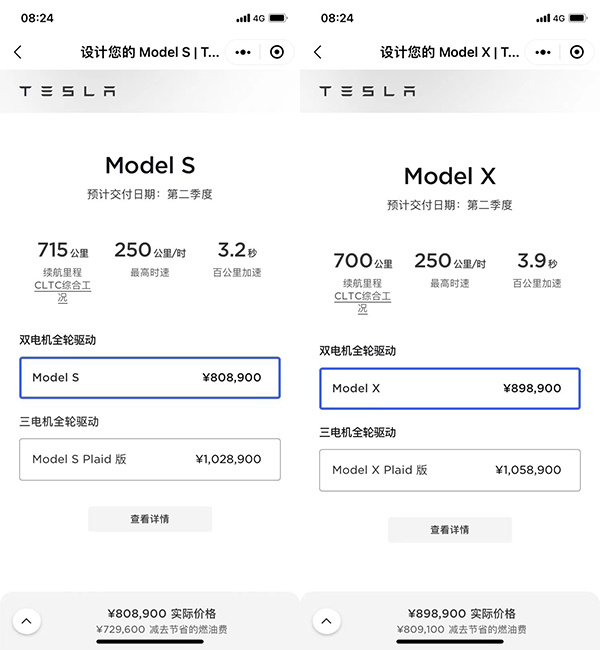 08:24
4G
设计您的 Model S | T...
TESLA
Model S
预计交付日期：第二季度
715 公里
250 公里/时
3.2 秒
续航里程
CLTC综合工
况
最高时速
百公里加速
双电机全轮驱动
Model S ¥808,900
三电机全轮驱动
Model S Plaid 版 ¥1,028,900
查看详情
¥808,900 实际价格
¥729,600 减去节省的燃油费
08:24
4G
设计您的 Model X | T...
TESLA
Model X
预计交付日期：第二季度
700 公里
250 公里/时
3.9 秒
续航里程
CLTC综合工
况
最高时速
百公里加速
双电机全轮驱动
Model X ¥898,900
三电机全轮驱动
Model X Plaid 版 ¥1,058,900
查看详情
¥898,900 实际价格
¥809,100 减去节省的燃油费